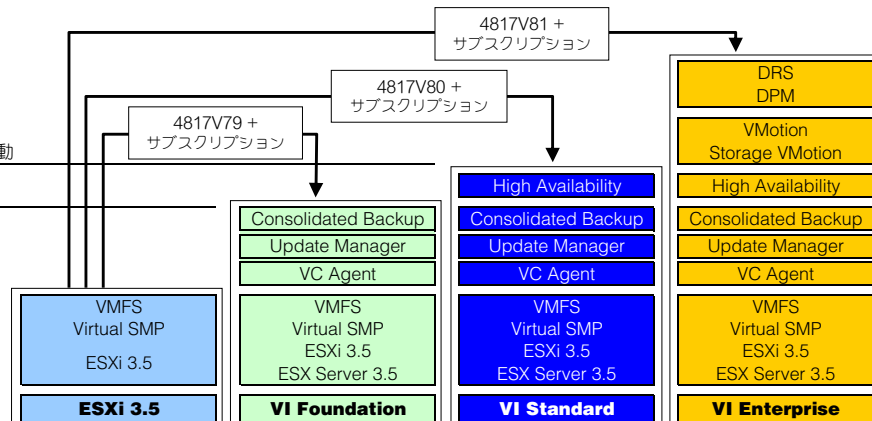 4817V81 +
サブスクリプション
4817V80 +
サブスクリプション
4817V79 +
サブスクリプション
動
DRS
DPM
VMotion
Storage VMotion
High Availability
High Availability
Consolidated Backup
Consolidated Backup
Consolidated Backup
Update Manager
Update Manager
Update Manager
VC Agent
VC Agent
VC Agent
VMFS
Virtual SMP
ESXi 3.5
VMFS
Virtual SMP
ESXi 3.5
ESX Server 3.5
VMFS
Virtual SMP
ESXi 3.5
ESX Server 3.5
VMFS
Virtual SMP
ESXi 3.5
ESX Server 3.5
ESXi 3.5
VI Foundation
VI Standard
VI Enterprise